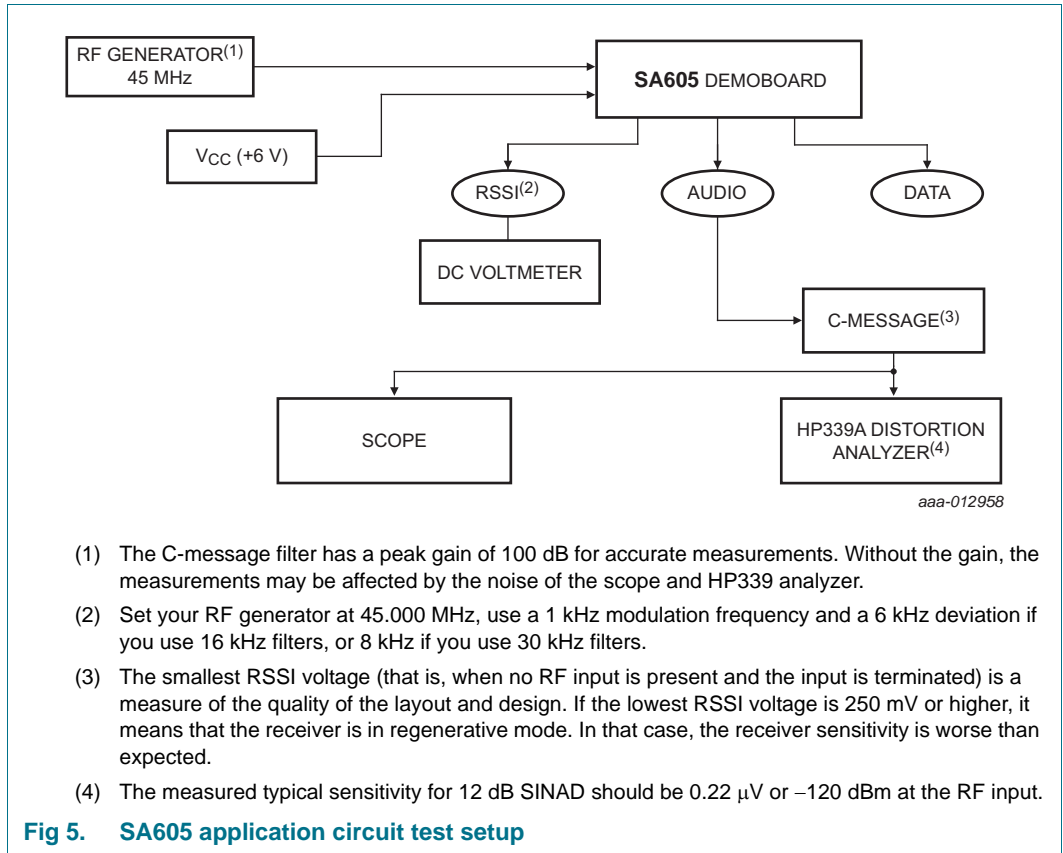 RF GENERATOR(1)
45 MHz
SA605 DEMOBOARD
VCC (+6 V)
RSSI(2)
AUDIO
DATA
DC VOLTMETER
C-MESSAGE(3)
SCOPE
HP339A DISTORTION
ANALYZER(4)
aaa-012958
(1) The C-message filter has a peak gain of 100 dB for accurate measurements. Without the gain, the
measurements may be affected by the noise of the scope and HP339 analyzer.
(2) Set your RF generator at 45.000 MHz, use a 1 kHz modulation frequency and a 6 kHz deviation if
you use 16 kHz filters, or 8 kHz if you use 30 kHz filters.
(3) The smallest RSSI voltage (that is, when no RF input is present and the input is terminated) is a
measure of the quality of the layout and design. If the lowest RSSI voltage is 250 mV or higher, it
means that the receiver is in regenerative mode. In that case, the receiver sensitivity is worse than
expected.
(4) The measured typical sensitivity for 12 dB SINAD should be 0.22 μV or −120 dBm at the RF input.
Fig 5. SA605 application circuit test setup